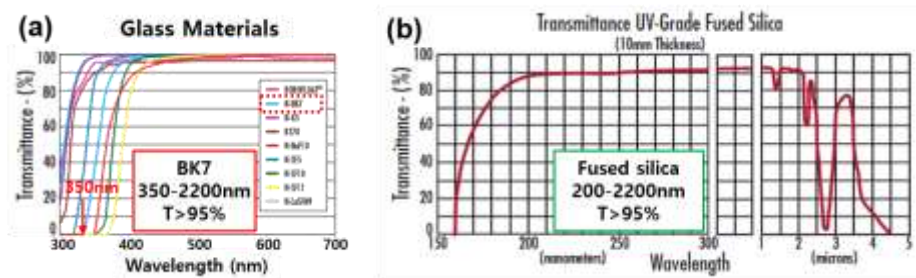 (a)
Glass Materials
Transmittance - (%)
100
80
60
40
20
0
N-BK7
BK7
350-2200nm
T>95%
350nm
300
400
500
600
700
Wavelength (nm)
(b)
Transmittance UV-Grade Fused Silica
(10mm Thickness)
Transmittance - (%)
100
80
60
40
20
0
Fused silica
200-2200nm
T>95%
150
200
250
300
1
2
3
4
5
(nanometers)
Wavelength
(microns)